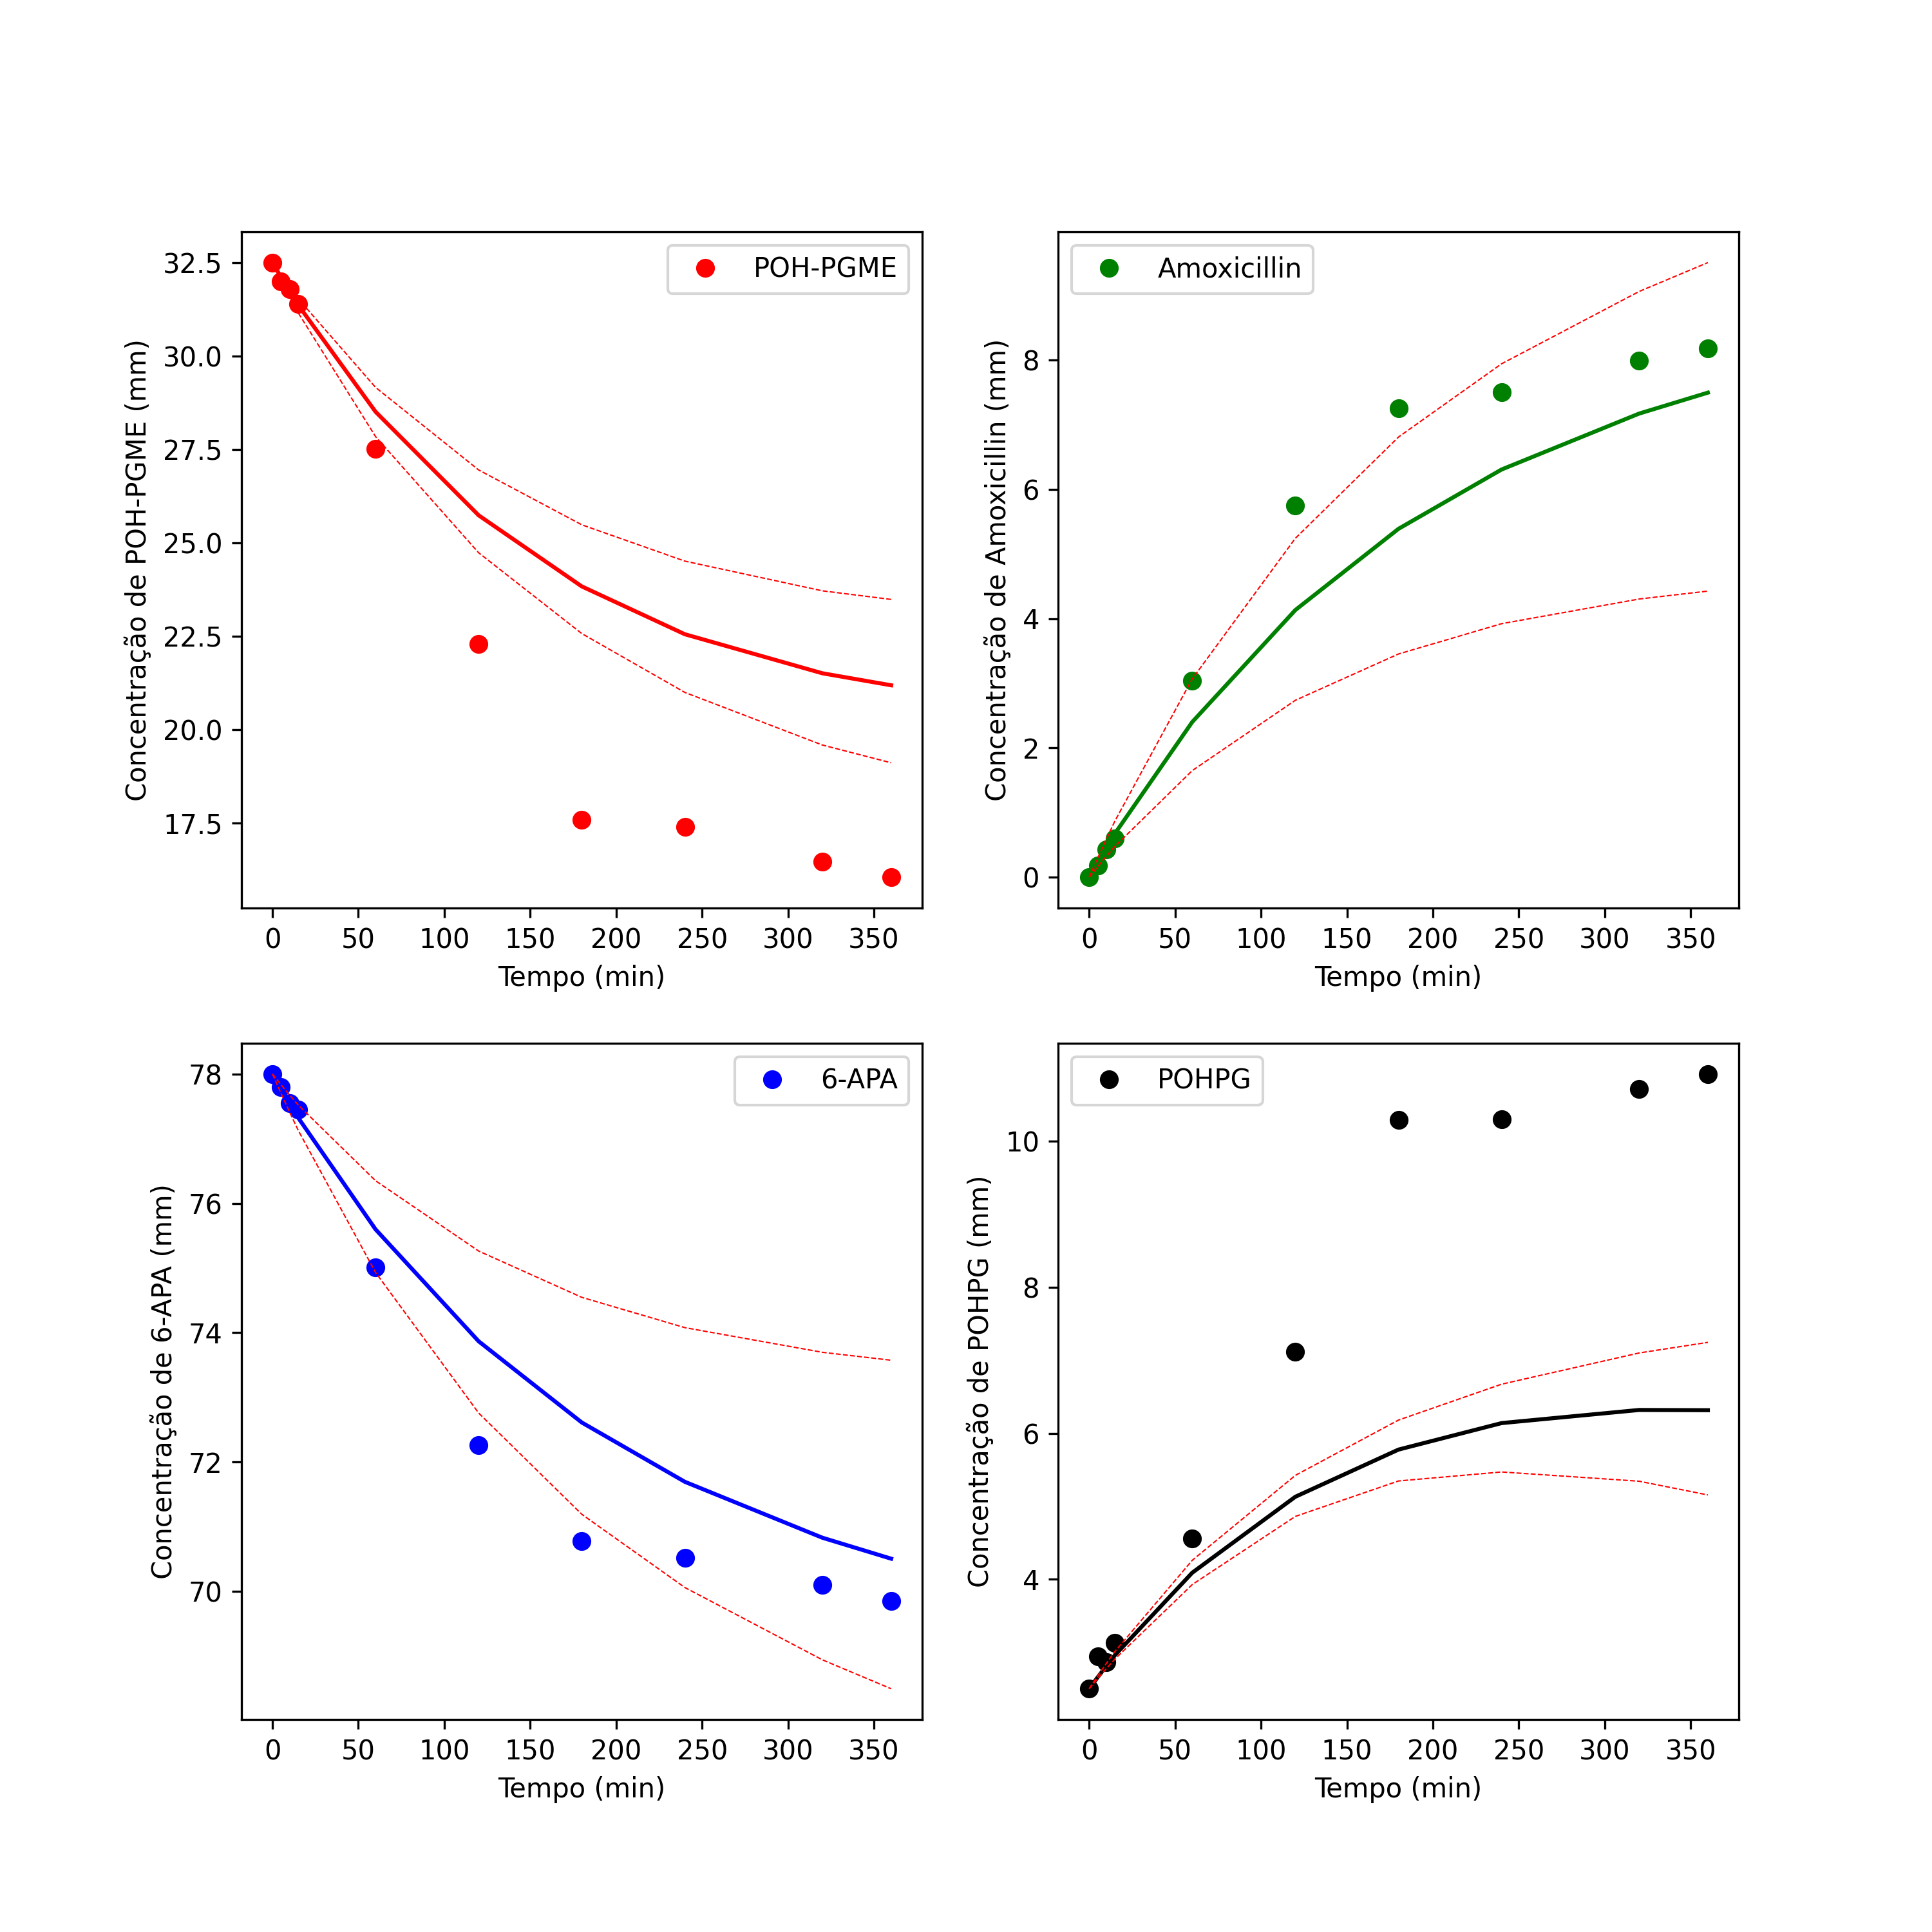 POH-PGME
32.5
30.0
27.5
25.0
22.5
20.0
17.5
Concentração de POH-PGME (mm)
0 50 100 150 200 250 300 350
Tempo (min)
Amoxicillin
8
6
4
2
0
Concentração de Amoxicillin (mm)
0 50 100 150 200 250 300 350
Tempo (min)
6-APA
78
76
74
72
70
Concentração de 6-APA (mm)
0 50 100 150 200 250 300 350
Tempo (min)
POHPG
10
8
6
4
Concentração de POHPG (mm)
0 50 100 150 200 250 300 350
Tempo (min)